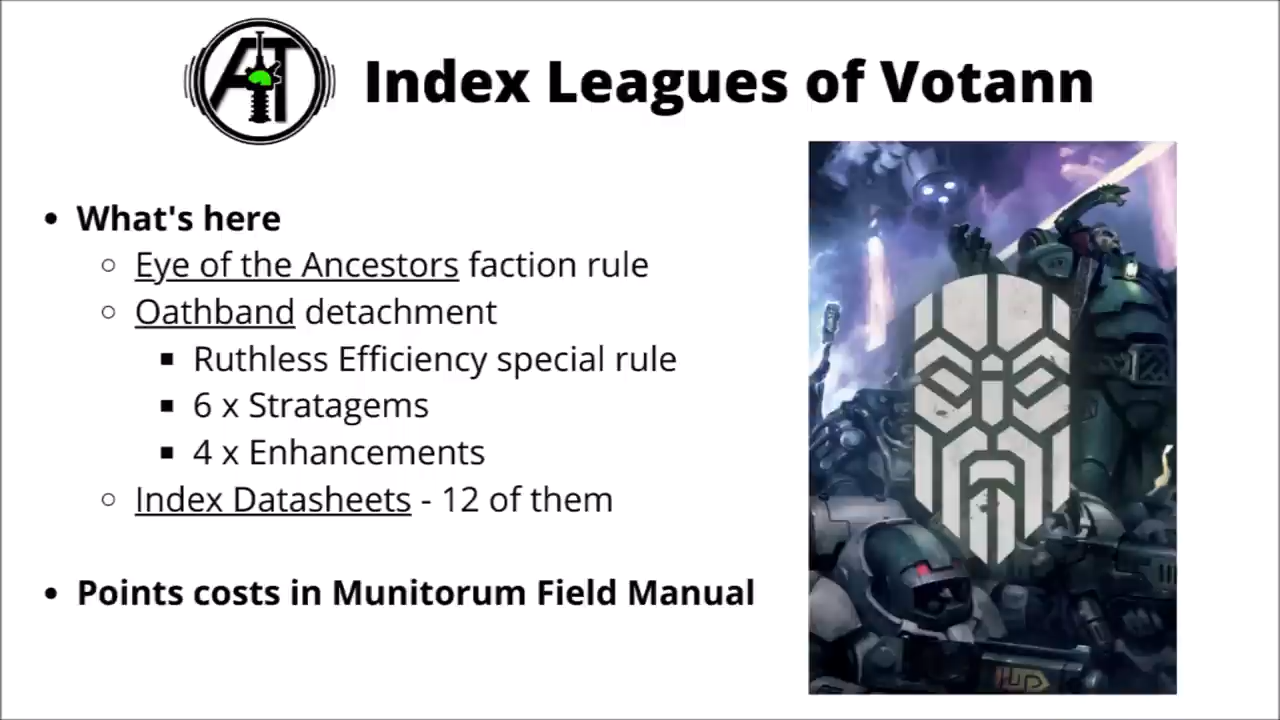 AT
Index Leagues of Votann
• What's here
○ Eye of the Ancestors faction rule
○ Oathband detachment
▪ Ruthless Efficiency special rule
▪ 6 x Stratagems
▪ 4 x Enhancements
○ Index Datasheets - 12 of them
• Points costs in Munitorum Field Manual